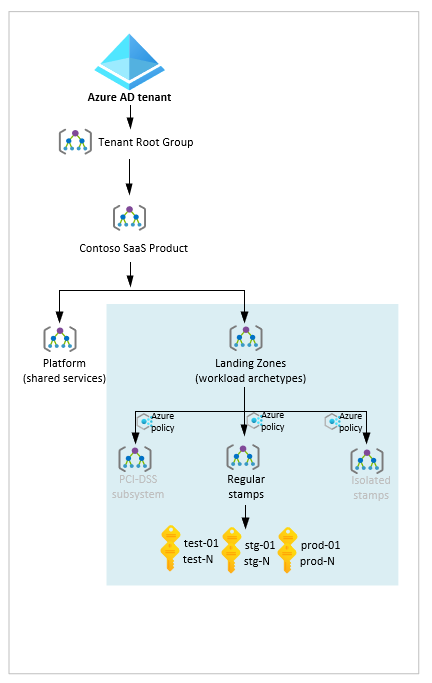 Azure AD tenant
Tenant Root Group
Contoso SaaS Product
Platform
(shared services)
Landing Zones
(workload archetypes)
Azure
policy
Azure
policy
Azure
policy
PCI-DSS
subsystem
Regular
stamps
Isolated
stamps
test-01
test-N
stg-01
stg-N
prod-01
prod-N